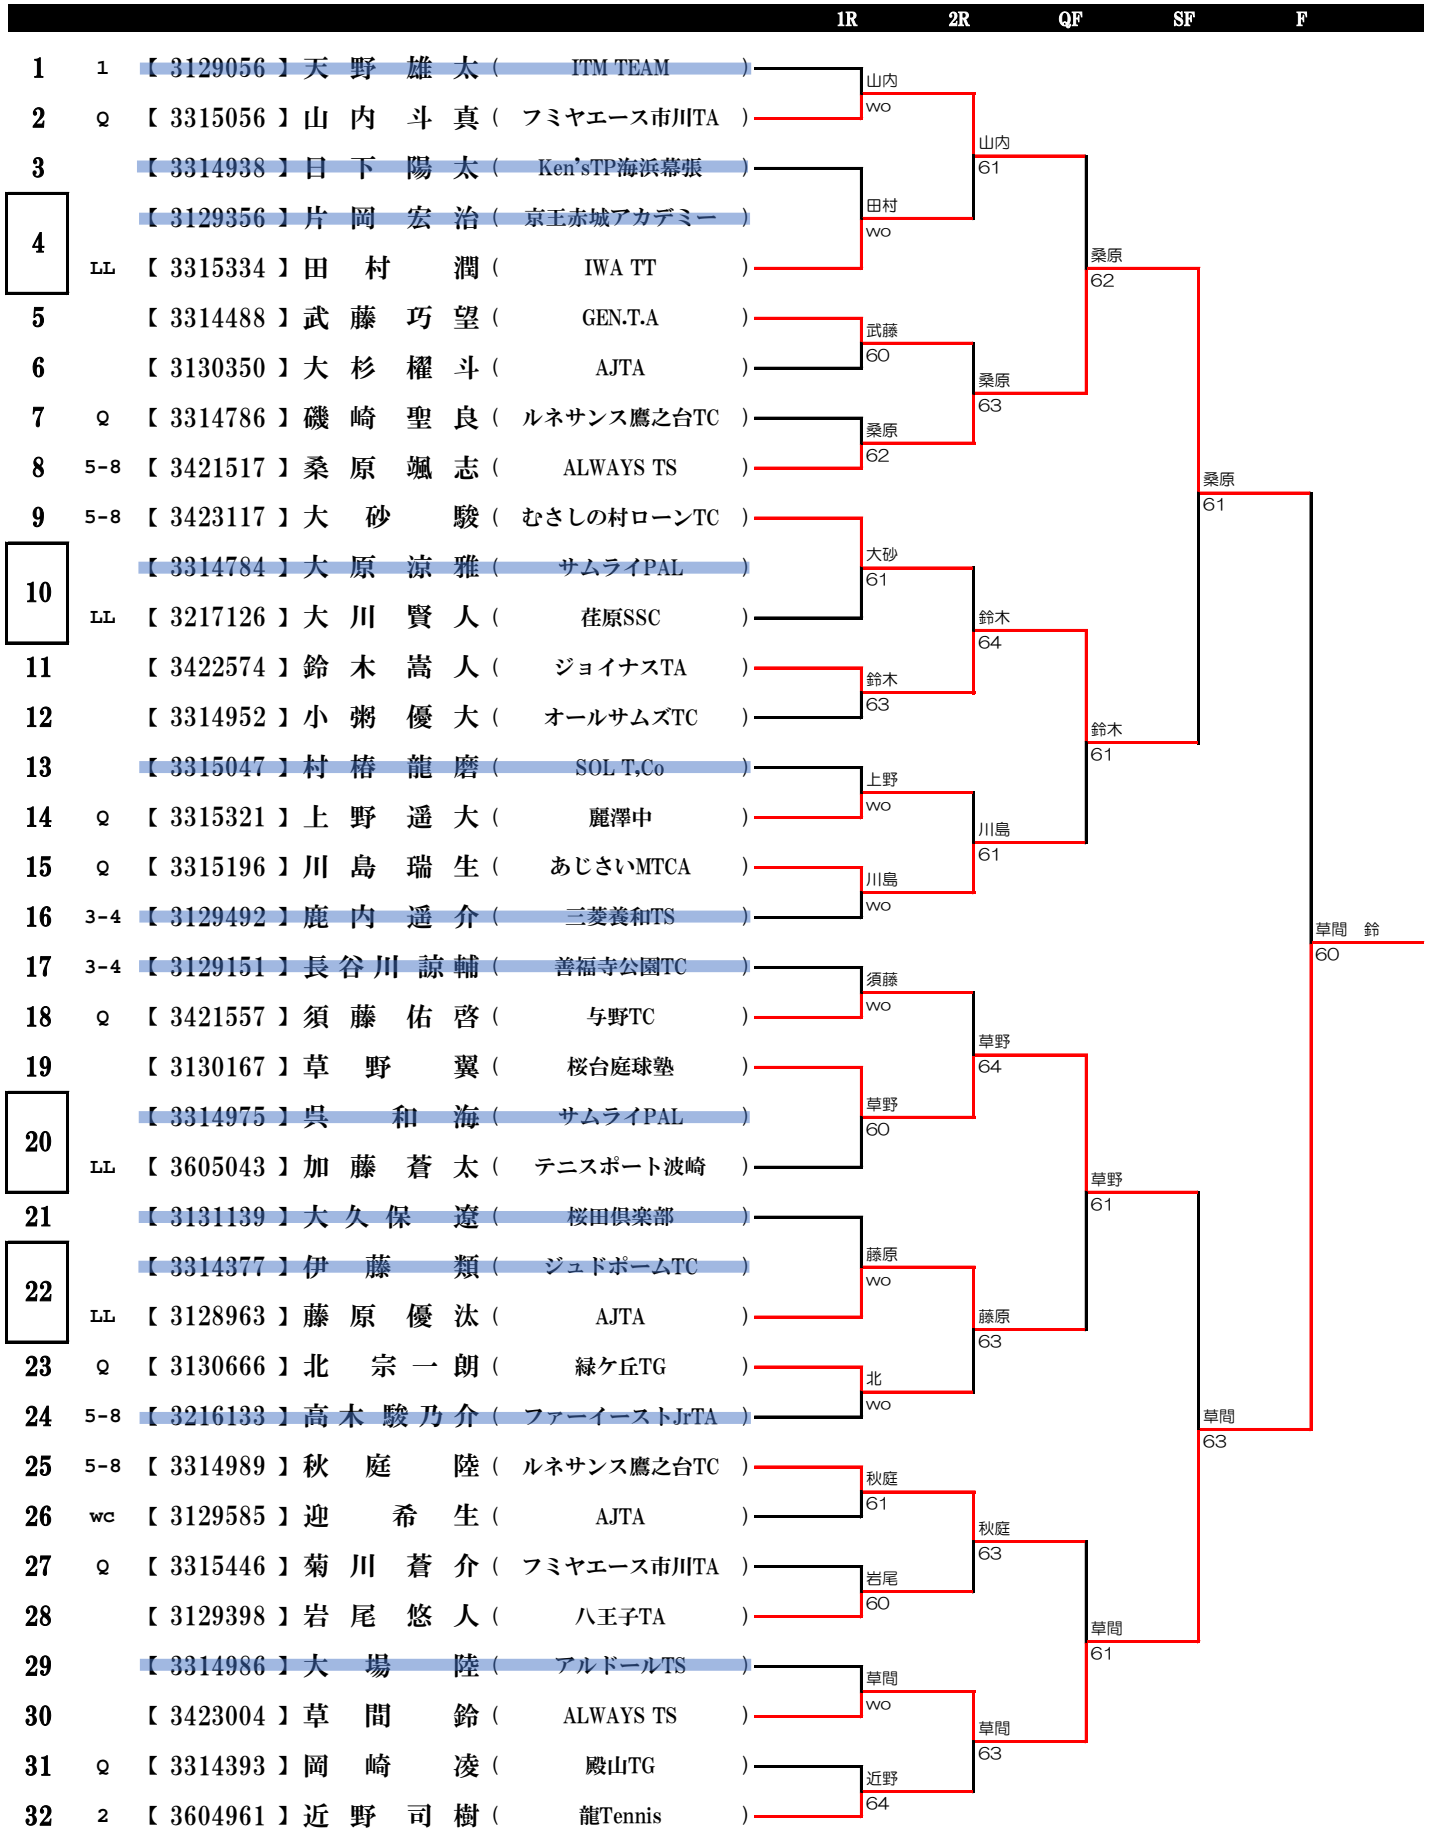 1R 2R QF SF F
1 1 【 3129056 】 天野 雄太 ( ITM TEAM )
2 Q 【 3315056 】 山内 斗真 ( フミヤエース市川TA )
3 【 3314938 】 日下 陽太 ( Ken'sTP海浜幕張 )
4 【 3129356 】 片岡 宏治 ( 京王赤城アカデミー )
LL 【 3315334 】 田村 潤 ( IWA TT )
5 【 3314488 】 武藤 巧望 ( GEN.T.A )
6 【 3130350 】 大杉 櫂斗 ( AJTA )
7 Q 【 3314786 】 磯崎 聖良 ( ルネサンス鷹之台TC )
8 5-8 【 3421517 】 桑原 颯志 ( ALWAYS TS )
9 5-8 【 3423117 】 大砂 駿 ( むさしの村ローンTC )
10 【 3314784 】 大原 涼雅 ( サムライPAL )
LL 【 3217126 】 大川 賢人 ( 荏原SSC )
11 【 3422574 】 鈴木 嵩人 ( ジョイナスTA )
12 【 3314952 】 小粥 優大 ( オールサムズTC )
13 【 3315047 】 村椿 龍磨 ( SOL T,Co )
14 Q 【 3315321 】 上野 遥大 ( 麗澤中 )
15 Q 【 3315196 】 川島 瑞生 ( あじさいMTCA )
16 3-4 【 3129492 】 鹿内 遥介 ( 三菱養和TS )
17 3-4 【 3129151 】 長谷川 諒輔 ( 善福寺公園TC )
18 Q 【 3421557 】 須藤 佑啓 ( 与野TC )
19 【 3130167 】 草野 翼 ( 桜台庭球塾 )
20 【 3314975 】 呉 和海 ( サムライPAL )
LL 【 3605043 】 加藤 蒼太 ( テニスポート波崎 )
21 【 3131139 】 大久保 遼 ( 桜田倶楽部 )
22 【 3314377 】 伊藤 類 ( ジュドポームTC )
LL 【 3128963 】 藤原 優汰 ( AJTA )
23 Q 【 3130666 】 北 宗一朗 ( 緑ケ丘TG )
24 5-8 【 3216133 】 高木 駿乃介 ( ファーイーストJrTA )
25 5-8 【 3314989 】 秋庭 陸 ( ルネサンス鷹之台TC )
26 WC 【 3129585 】 迎 希生 ( AJTA )
27 Q 【 3315446 】 菊川 蒼介 ( フミヤエース市川TA )
28 【 3129398 】 岩尾 悠人 ( 八王子TA )
29 【 3314986 】 大場 陸 ( アルドールTS )
30 【 3423004 】 草間 鈴 ( ALWAYS TS )
31 Q 【 3314393 】 岡崎 凌 ( 殿山TG )
32 2 【 3604961 】 近野 司樹 ( 龍Tennis )
山内
wo
田村
wo
武藤
60
桑原
62
大砂
61
鈴木
63
上野
wo
川島
wo
須藤
wo
草野
60
藤原
wo
北
wo
秋庭
61
岩尾
60
草間
wo
近野
64
山内
61
桑原
63
鈴木
64
川島
61
草野
64
藤原
63
秋庭
63
草間
63
桑原
62
鈴木
61
草野
61
草間
61
桑原
61
草間
63
草間 鈴
60